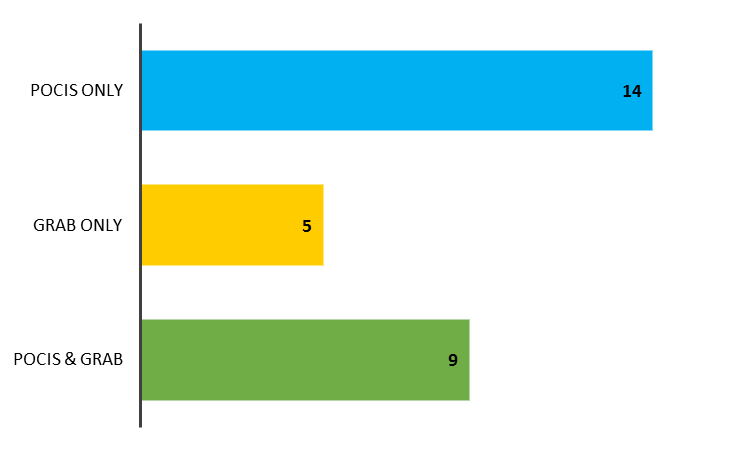 POCIS ONLY
14
GRAB ONLY
5
POCIS & GRAB
9